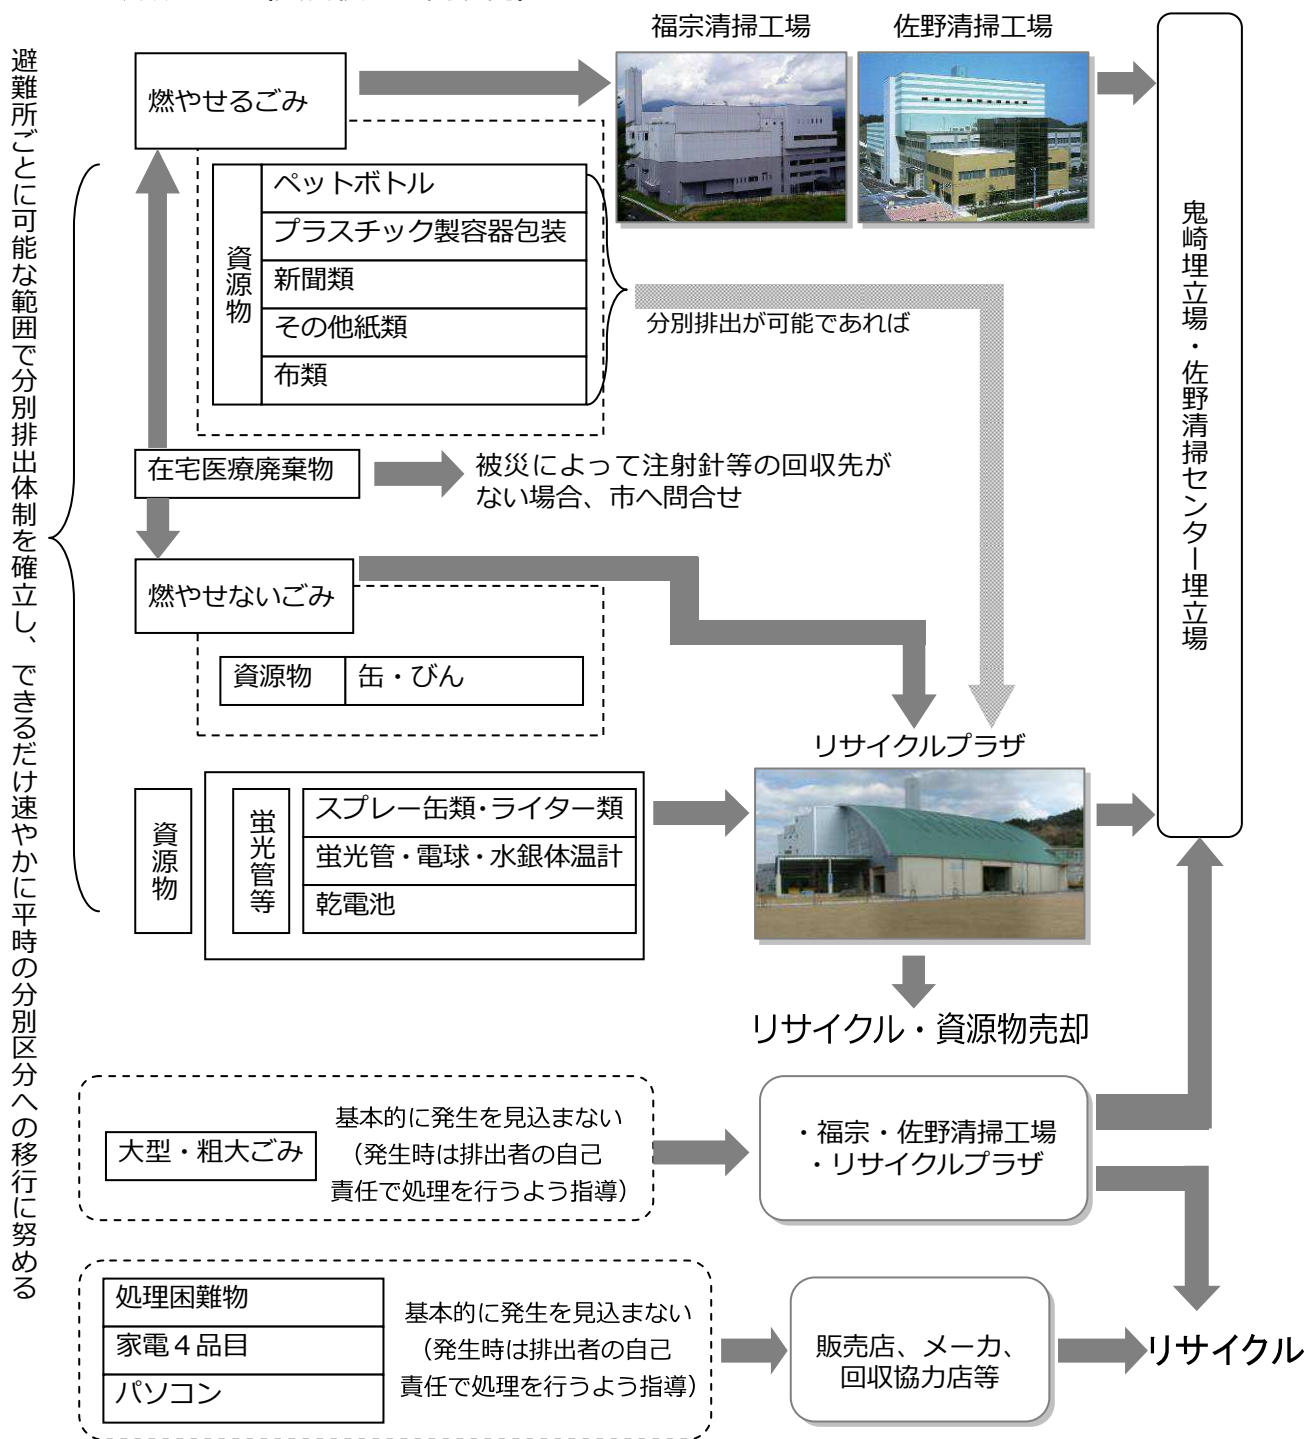 避難所ごとに可能な範囲で分別排出体制を確立し、できるだけ速やかに平時の分別区分への移行に努める
燃やせるごみ
福宗清掃工場
佐野清掃工場
資源物
ペットボトル
プラスチック製容器包装
新聞類
その他紙類
布類
分別排出が可能であれば
鬼崎埋立場・佐野清掃センター埋立場
在宅医療廃棄物
被災によって注射針等の回収先が
ない場合、市へ問合せ
燃やせないごみ
資源物
缶・びん
リサイクルプラザ
資源物
蛍光管等
スプレー缶類・ライター類
蛍光管・電球・水銀体温計
乾電池
リサイクル・資源物売却
大型・粗大ごみ
基本的に発生を見込まない
（発生時は排出者の自己
責任で処理を行うよう指導）
・福宗・佐野清掃工場
・リサイクルプラザ
処理困難物
家電４品目
パソコン
基本的に発生を見込まない
（発生時は排出者の自己
責任で処理を行うよう指導）
販売店、メーカ、
回収協力店等
リサイクル